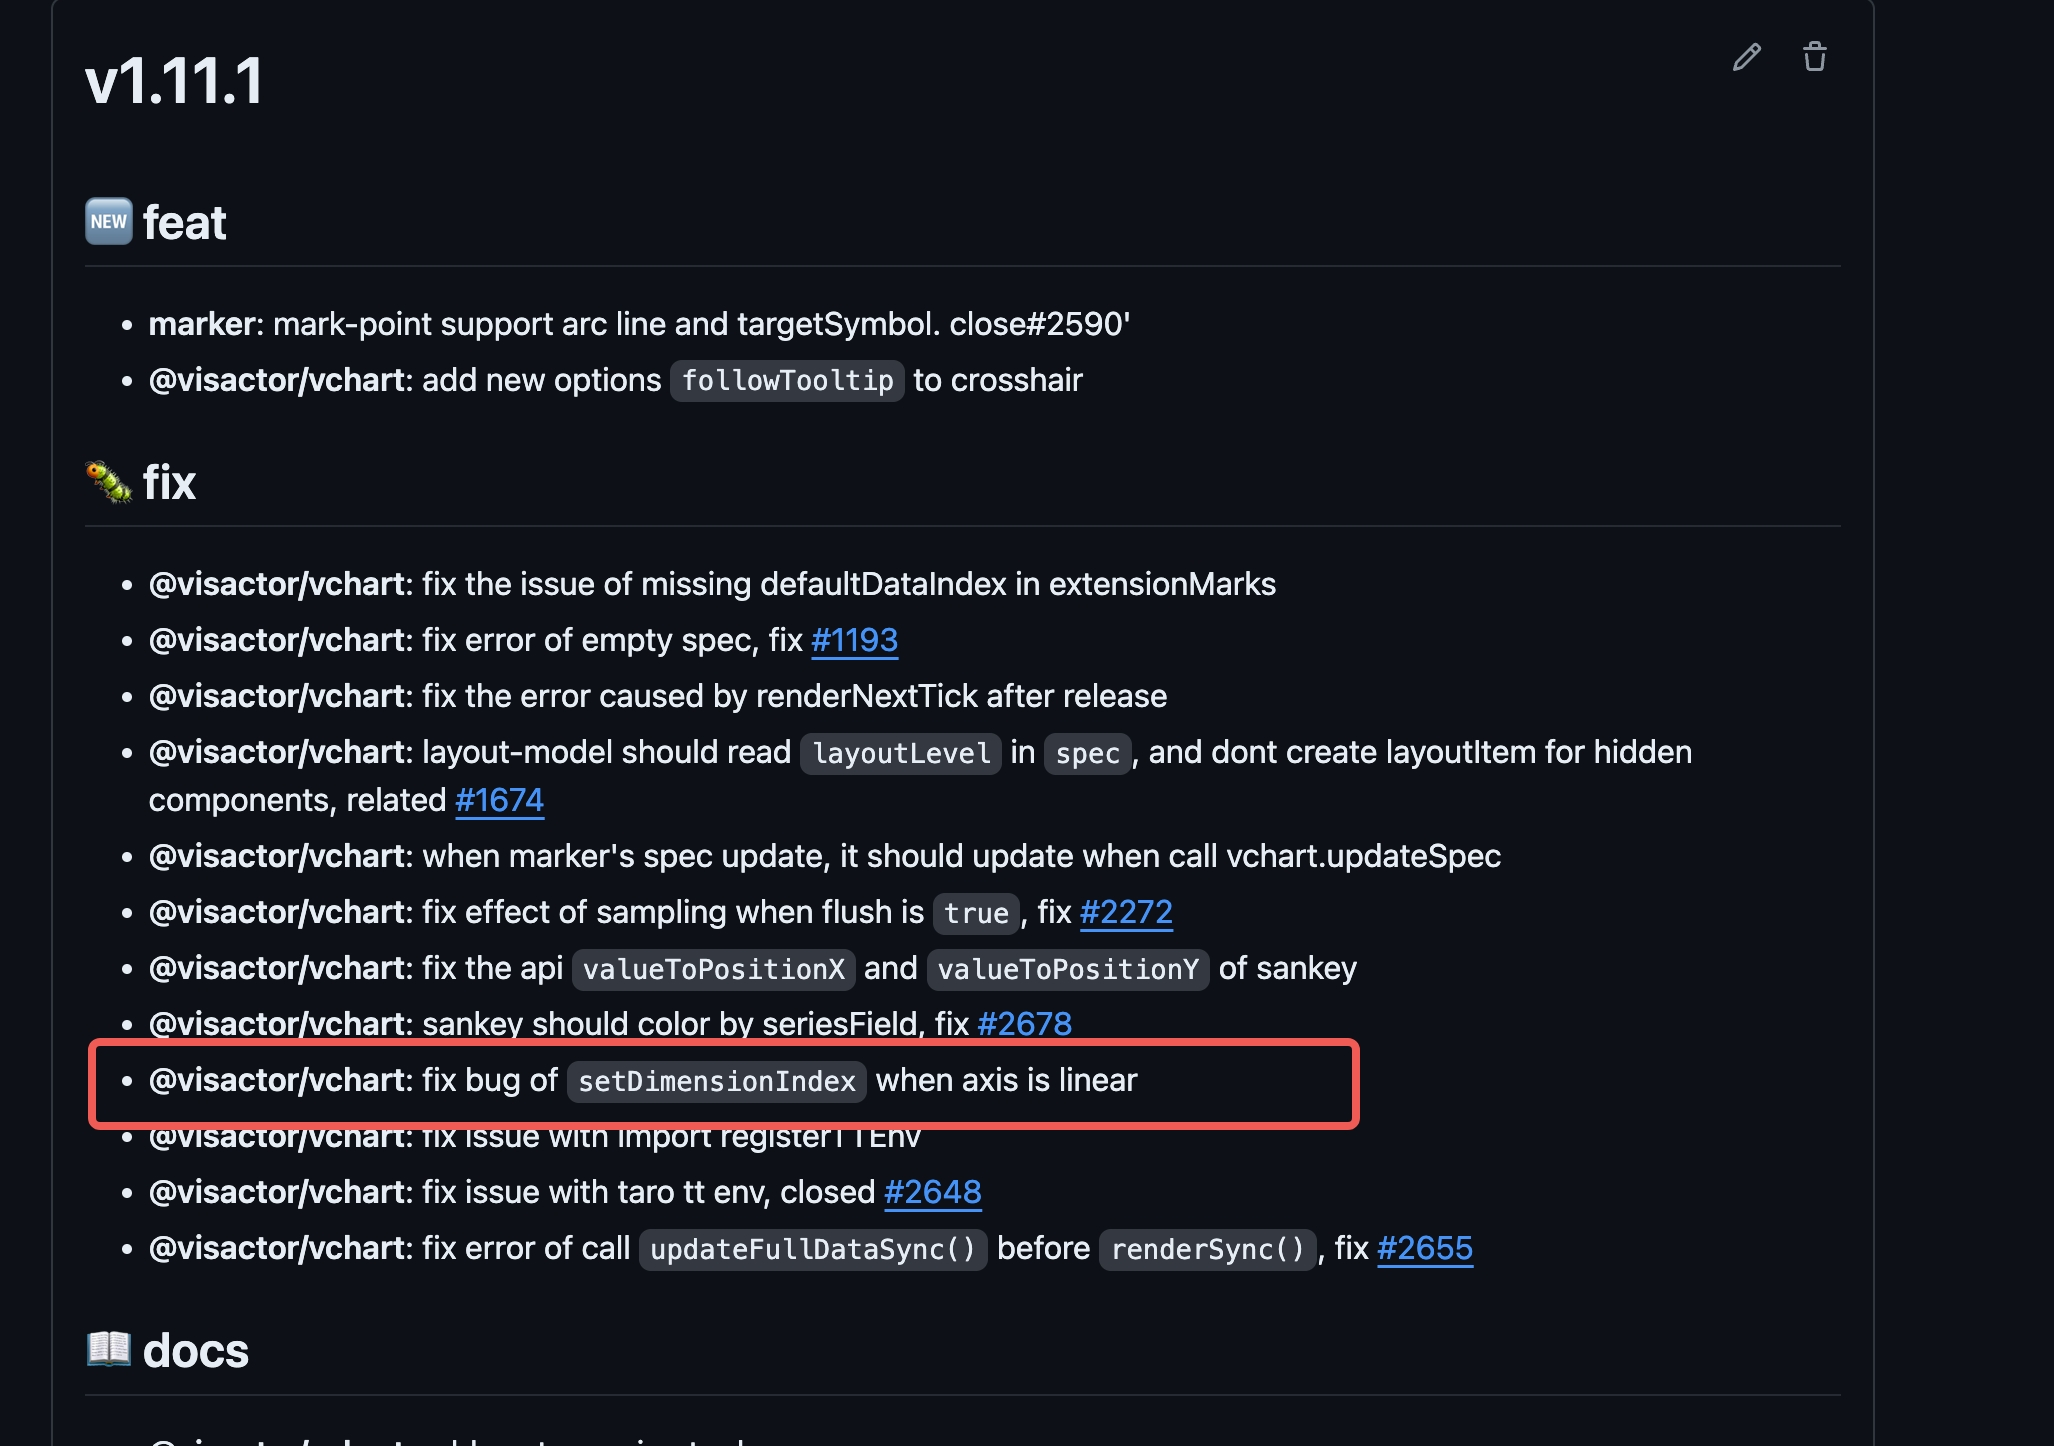 v1.11.1
🆕 feat
• marker: mark-point support arc line and targetSymbol. close#2590'
• @visactor/vchart: add new options followTooltip to crosshair
🐛 fix
• @visactor/vchart: fix the issue of missing defaultDataIndex in extensionMarks
• @visactor/vchart: fix error of empty spec, fix #1193
• @visactor/vchart: fix the error caused by renderNextTick after release
• @visactor/vchart: layout-model should read layoutLevel in spec, and dont create layoutItem for hidden
components, related #1674
• @visactor/vchart: when marker's spec update, it should update when call vchart.updateSpec
• @visactor/vchart: fix effect of sampling when flush is true, fix #2272
• @visactor/vchart: fix the api valueToPositionX and valueToPositionY of sankey
• @visactor/vchart: sankey should color by seriesField, fix #2678
• @visactor/vchart: fix bug of setDimensionIndex when axis is linear
• @visactor/vchart: fix issue with import registerTTEnv
• @visactor/vchart: fix issue with taro tt env, closed #2648
• @visactor/vchart: fix error of call updateFullDataSync() before renderSync(), fix #2655
📖 docs